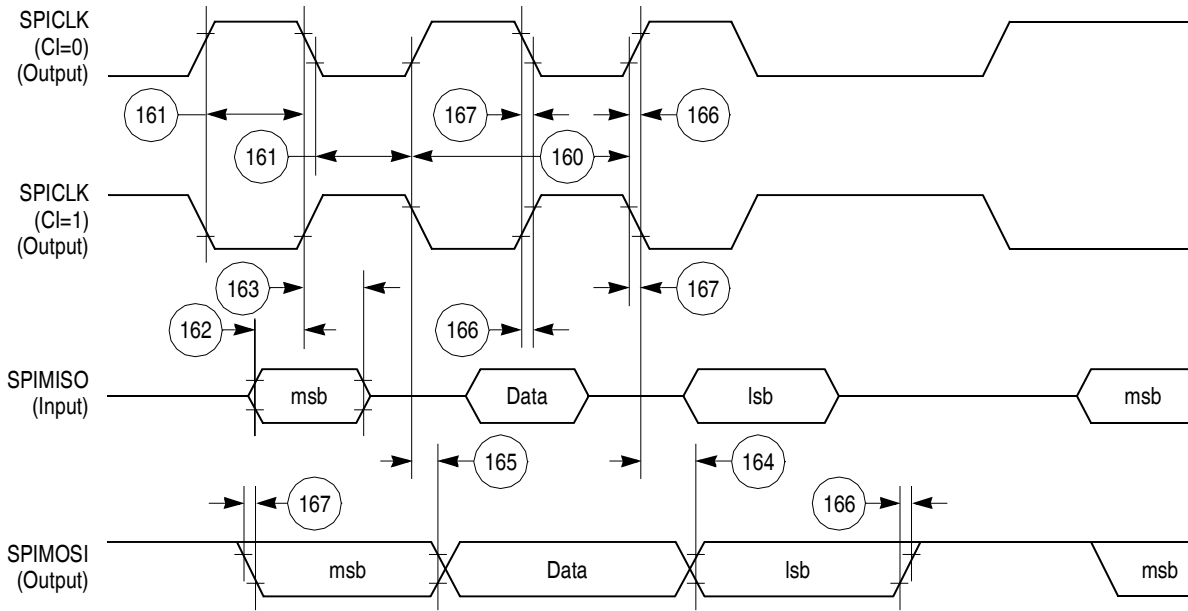 SPICLK
(CI=0)
(Output)
161
167
166
161
160
SPICLK
(CI=1)
(Output)
163
167
162
166
SPIMISO
(Input)
msb
Data
lsb
msb
165
164
167
166
SPIMOSI
(Output)
msb
Data
lsb
msb